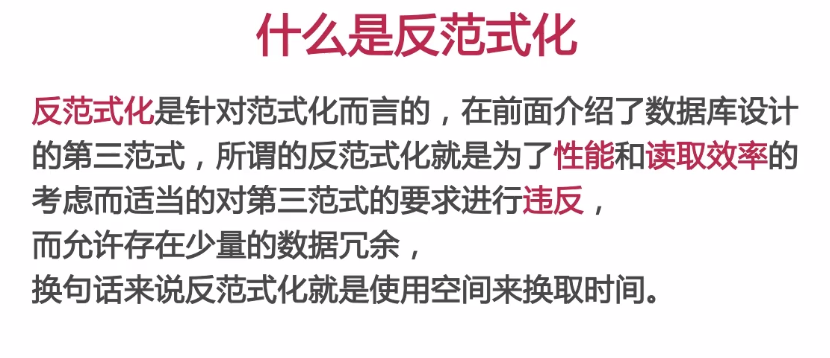 什么是反范式化
反范式化是针对范式化而言的，在前面介绍了数据库设计
的第三范式，所谓的反范式化就是为了性能和读取效率的
考虑而适当的对第三范式的要求进行违反，
而允许存在少量的数据冗余，
换句话来说反范式化就是使用空间来换取时间。